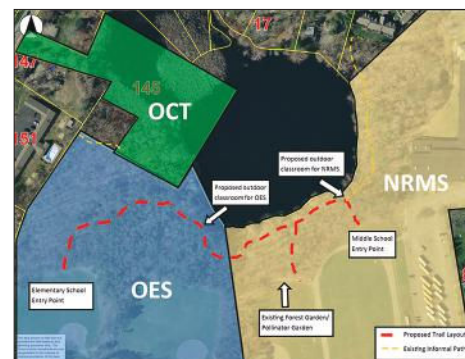 17
147
145
OCT
151
Proposed outdoor
classroom for OES.
Proposed outdoor
classroom for NRMS.
NRMS
Elementary School
Entry Point
OES
Existing Forest Garden/
Pollinator Garden
Middle School
Entry Point
Proposed Trail Layout
Existing Informal Path